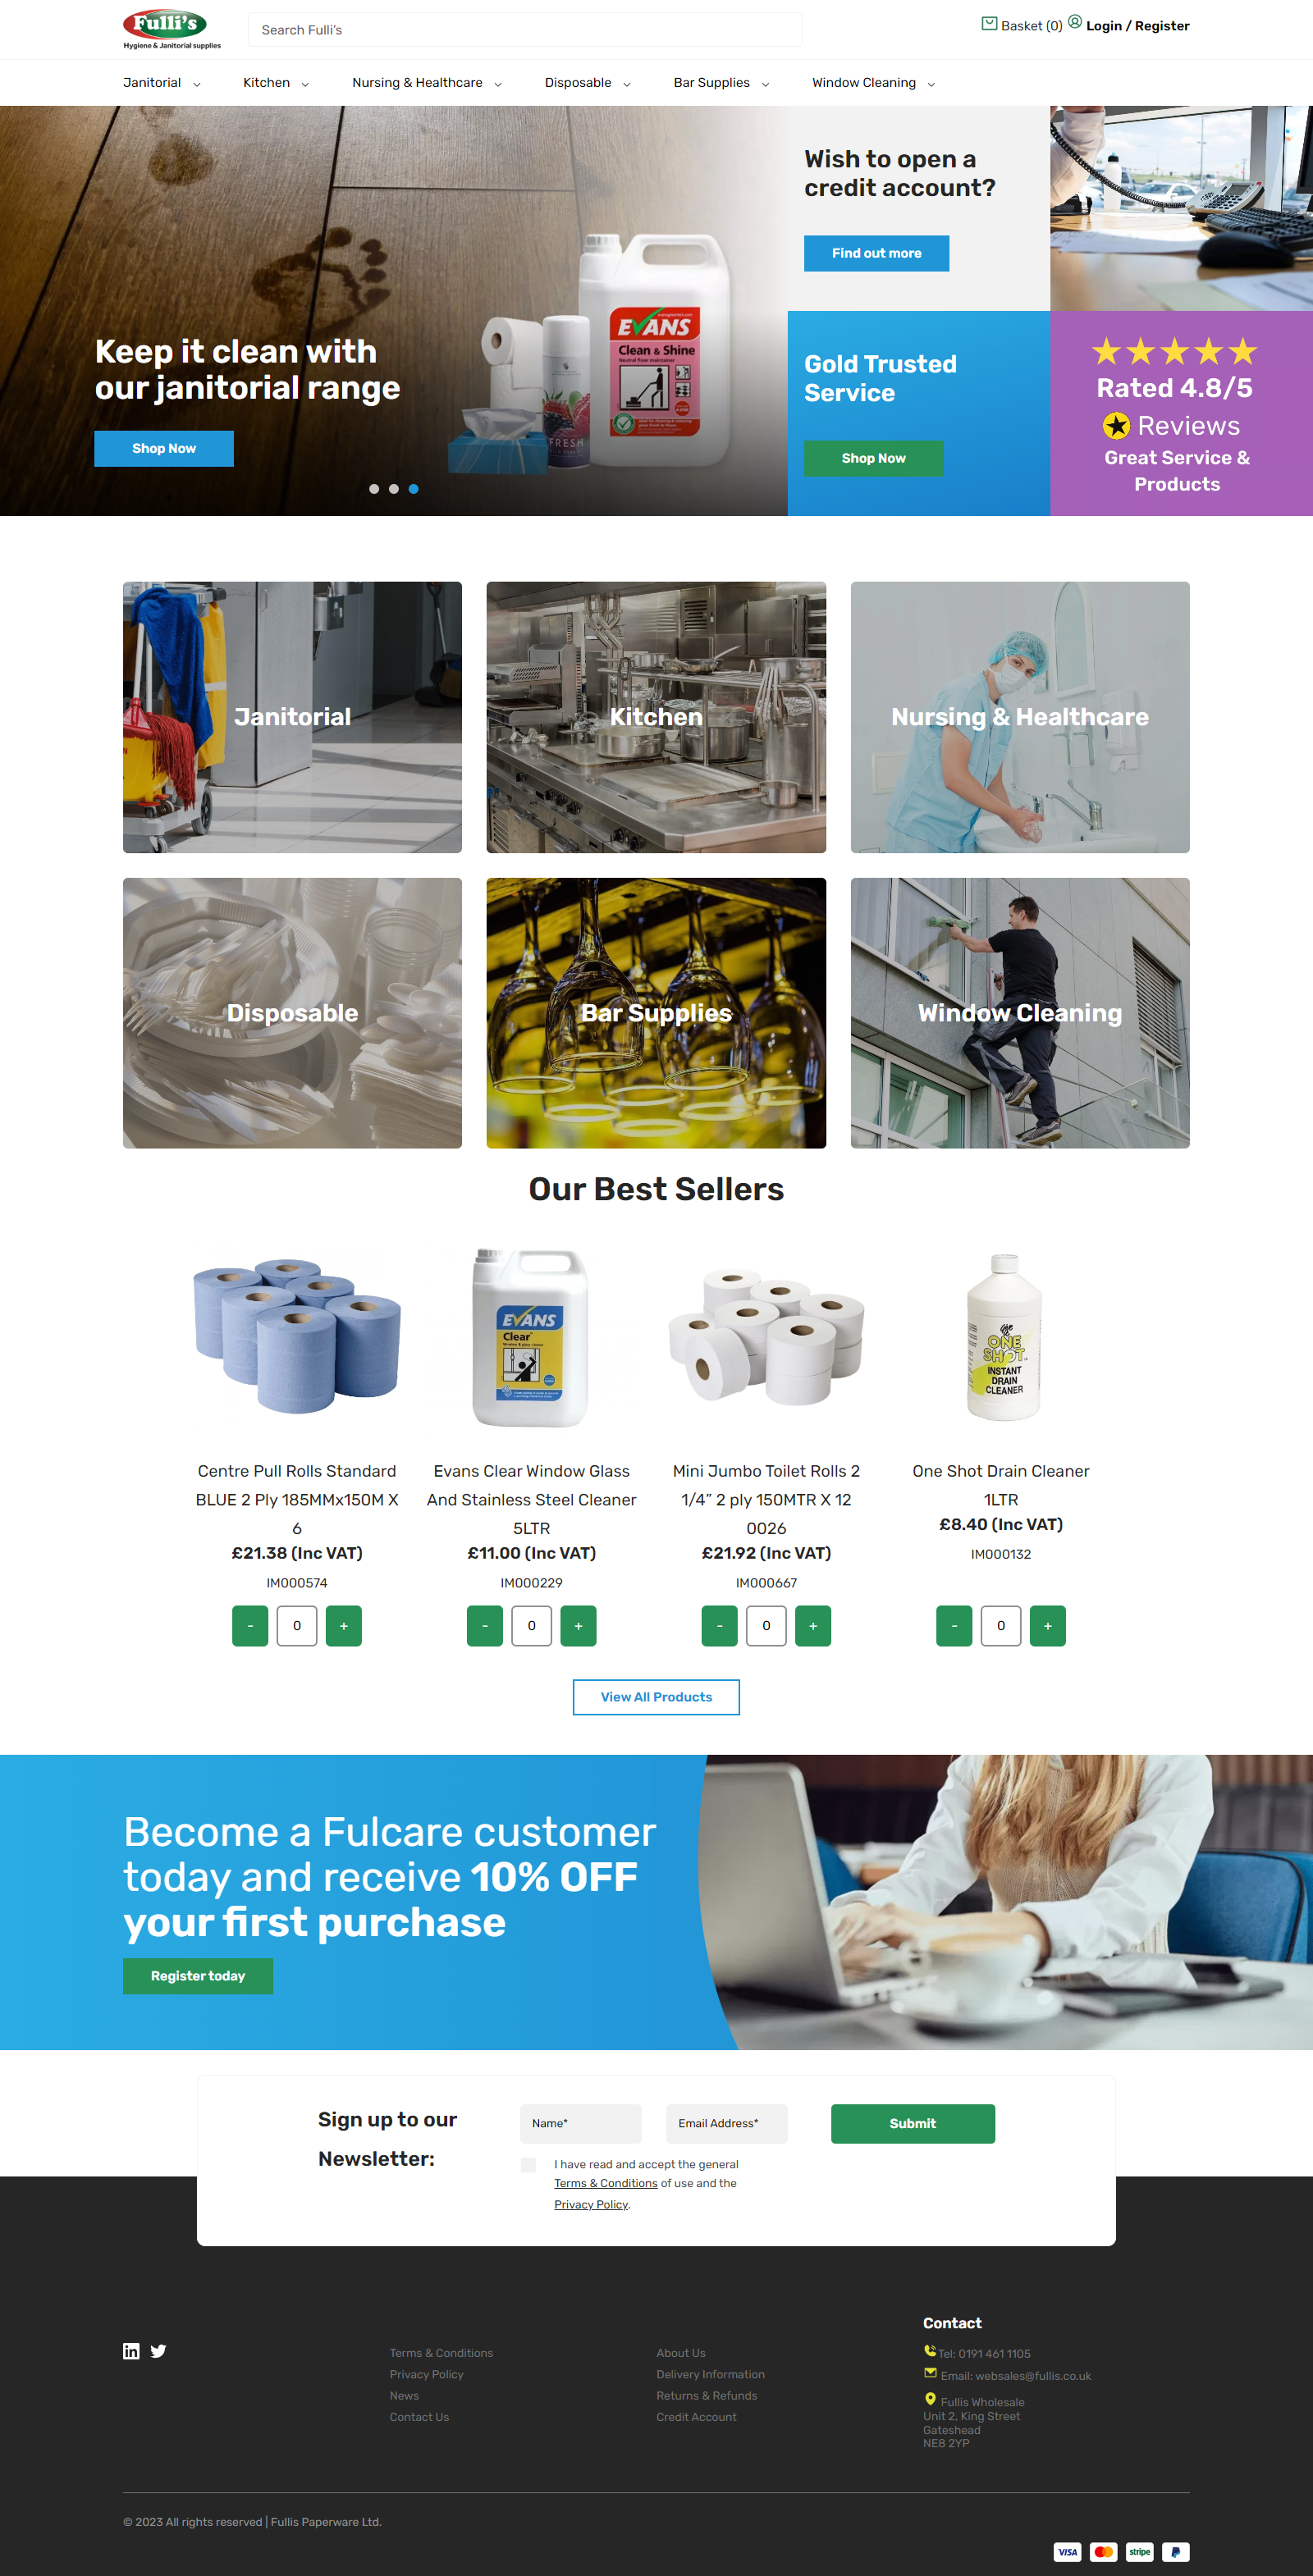 Fulli's
Hygiene & Janitorial supplies
Search Fulli's
Basket (0)
Login / Register
Janitorial
Kitchen
Nursing & Healthcare
Disposable
Bar Supplies
Window Cleaning
Keep it clean with
our janitorial range
Shop Now
EVANS
Clean & Shine
FRESH
Wish to open a
credit account?
Find out more
Gold Trusted
Service
Shop Now
Rated 4.8/5
Reviews
Great Service &
Products
Janitorial
Kitchen
Nursing & Healthcare
Disposable
Bar Supplies
Window Cleaning
Our Best Sellers
EVANS
Clear
ONE
SHOT
INSTANT
DRAIN
CLEANER
Centre Pull Rolls Standard
BLUE 2 Ply 185MMx150M X
6
£21.38 (Inc VAT)
IM000574
- 0 +
Evans Clear Window Glass
And Stainless Steel Cleaner
5LTR
£11.00 (Inc VAT)
IM000229
- 0 +
Mini Jumbo Toilet Rolls 2
1/4” 2 ply 150MTR X 12
0026
£21.92 (Inc VAT)
IM000667
- 0 +
One Shot Drain Cleaner
1LTR
£8.40 (Inc VAT)
IM000132
- 0 +
View All Products
Become a Fulcare customer
today and receive 10% OFF
your first purchase
Register today
Sign up to our
Newsletter:
Name*
Email Address*
Submit
I have read and accept the general
Terms & Conditions of use and the
Privacy Policy.
Terms & Conditions
Privacy Policy
News
Contact Us
About Us
Delivery Information
Returns & Refunds
Credit Account
Contact
Tel: 0191 461 1105
Email: websales@fullis.co.uk
Fullis Wholesale
Unit 2, King Street
Gateshead
NE8 2YP
© 2023 All rights reserved | Fullis Paperware Ltd.
VISA
stripe